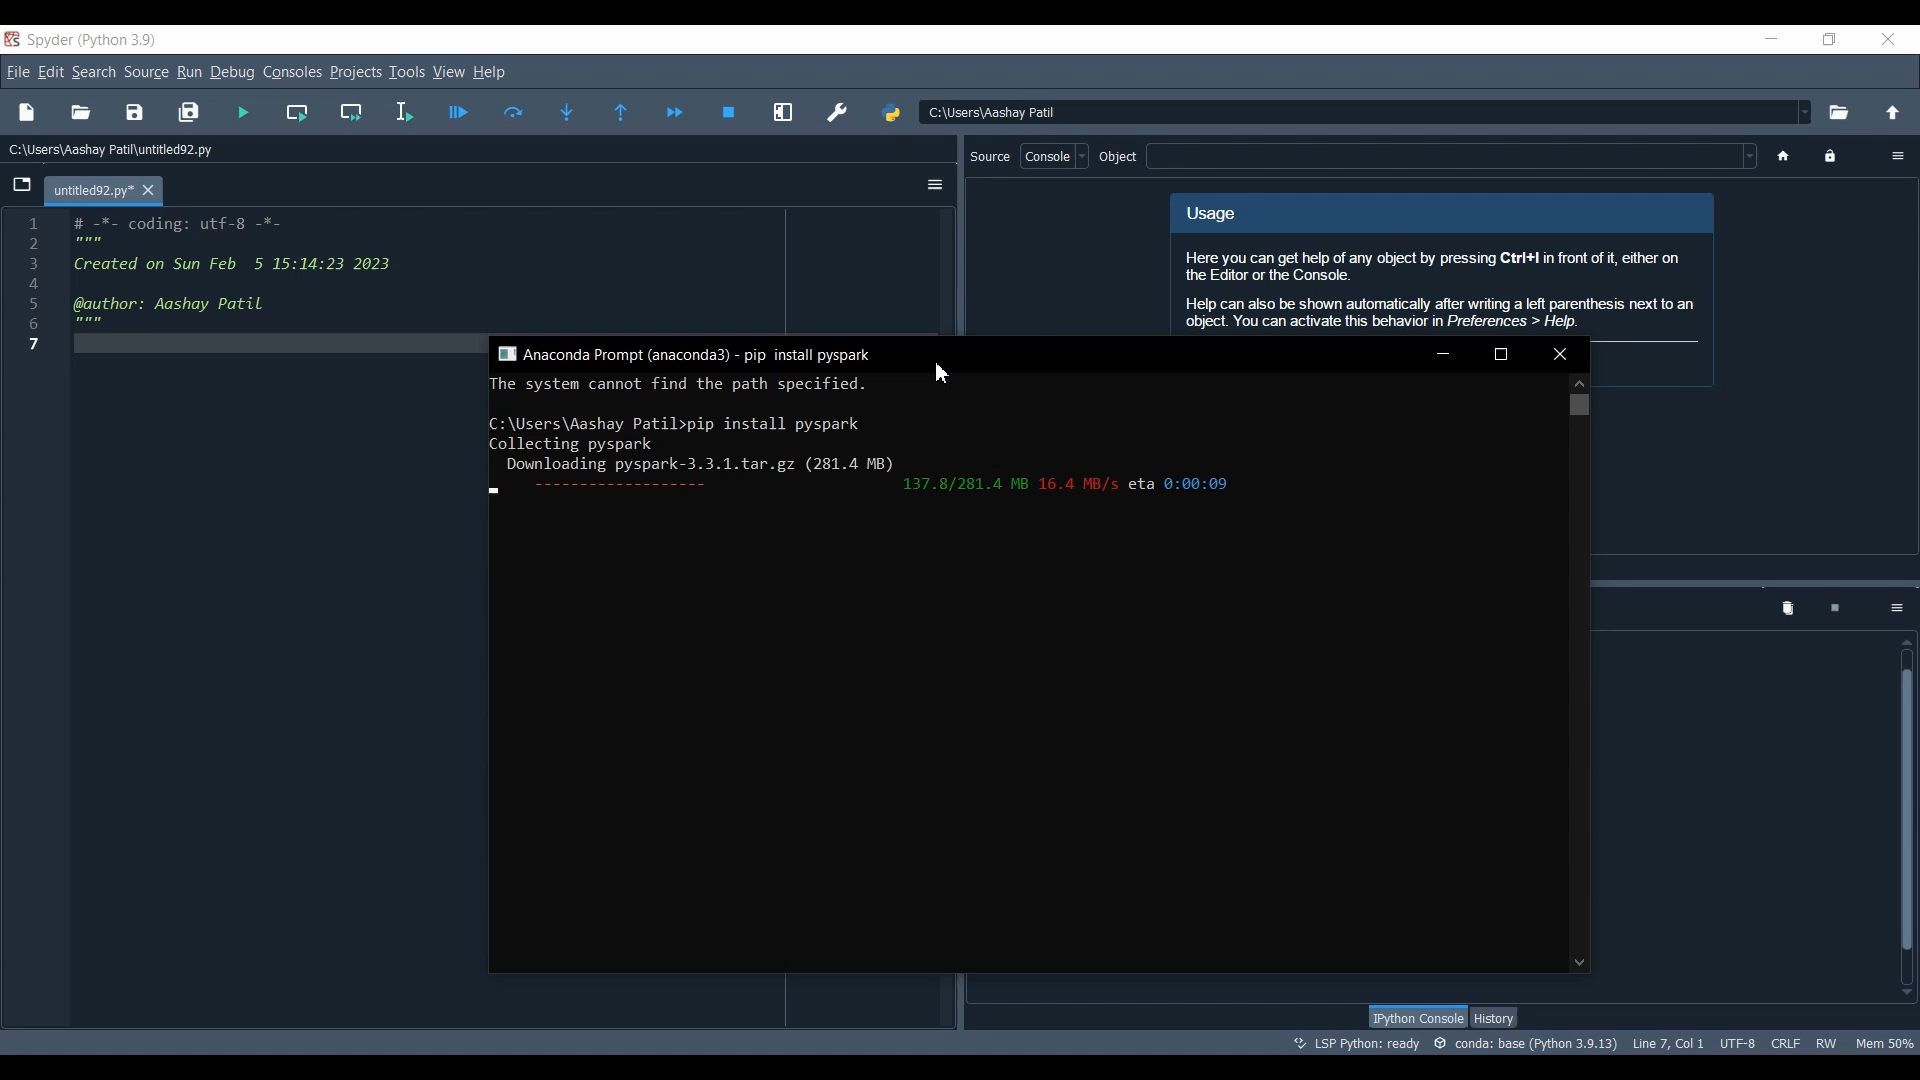 Spyder (Python 3.9)
File Edit Search Source Run Debug Consoles Projects Tools View Help
C:\Users\Aashay Patil
C:\Users\Aashay Patil\untitled92.py
untitled92.py*
1 # -*- coding: utf-8 -*-
2 """
3 Created on Sun Feb  5 15:14:23 2023
4
5 @author: Aashay Patil
6 """
7
Source Console Object
Usage
Here you can get help of any object by pressing Ctrl+I in front of it, either on
the Editor or the Console.
Help can also be shown automatically after writing a left parenthesis next to an
object. You can activate this behavior in Preferences > Help.
Anaconda Prompt (anaconda3) - pip  install pyspark
The system cannot find the path specified.
C:\Users\Aashay Patil>pip install pyspark
Collecting pyspark
  Downloading pyspark-3.3.1.tar.gz (281.4 MB)
     ------------------- 137.8/281.4 MB 16.4 MB/s eta 0:00:09
IPython Console History
LSP Python: ready conda: base (Python 3.9.13) Line 7, Col 1 UTF-8 CRLF RW Mem 50%